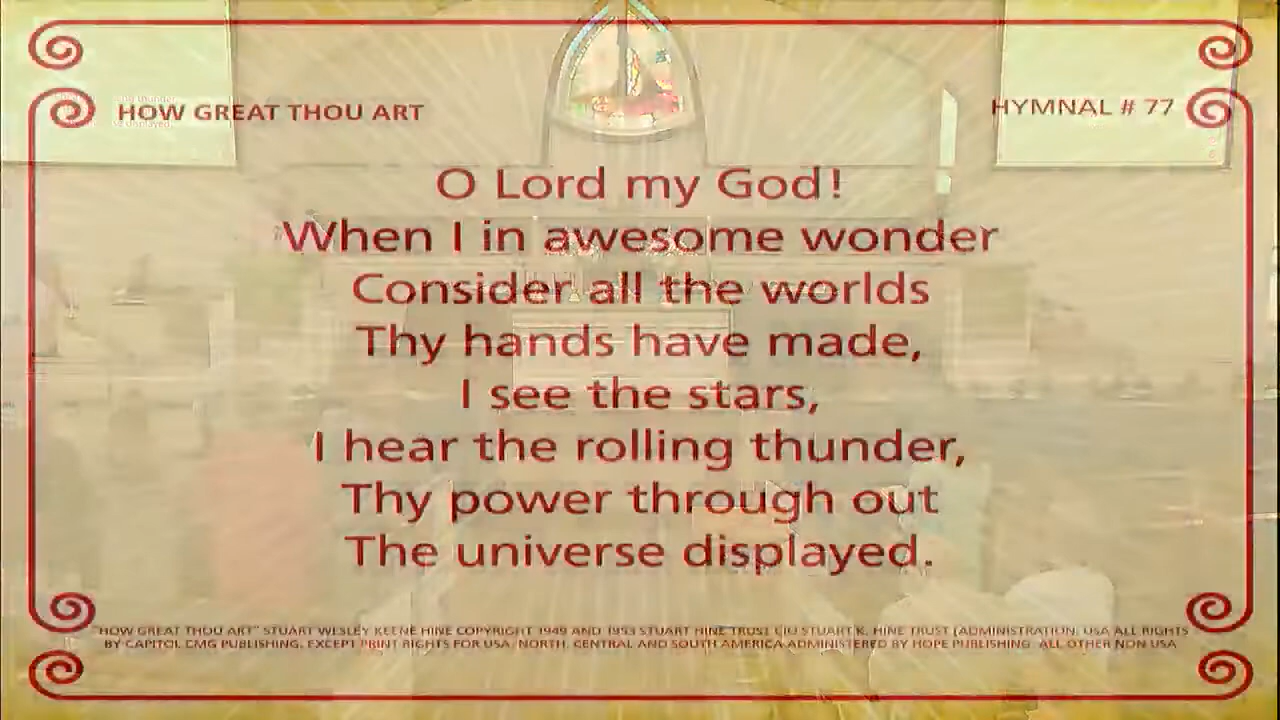 HOW GREAT THOU ART
HYMNAL # 77
O Lord my God!
When I in awesome wonder
Consider all the worlds
Thy hands have made,
I see the stars,
I hear the rolling thunder,
Thy power through out
The universe displayed.
"HOW GREAT THOU ART" STUART WESLEY KEENE HINE COPYRIGHT 1949 AND 1953 STUART HINE TRUST CIO STUART K. HINE TRUST (ADMINISTRATION: USA ALL RIGHTS
BY CAPITOL CMG PUBLISHING, EXCEPT PRINT RIGHTS FOR USA, NORTH, CENTRAL AND SOUTH AMERICA ADMINISTERED BY HOPE PUBLISHING. ALL OTHER NON USA